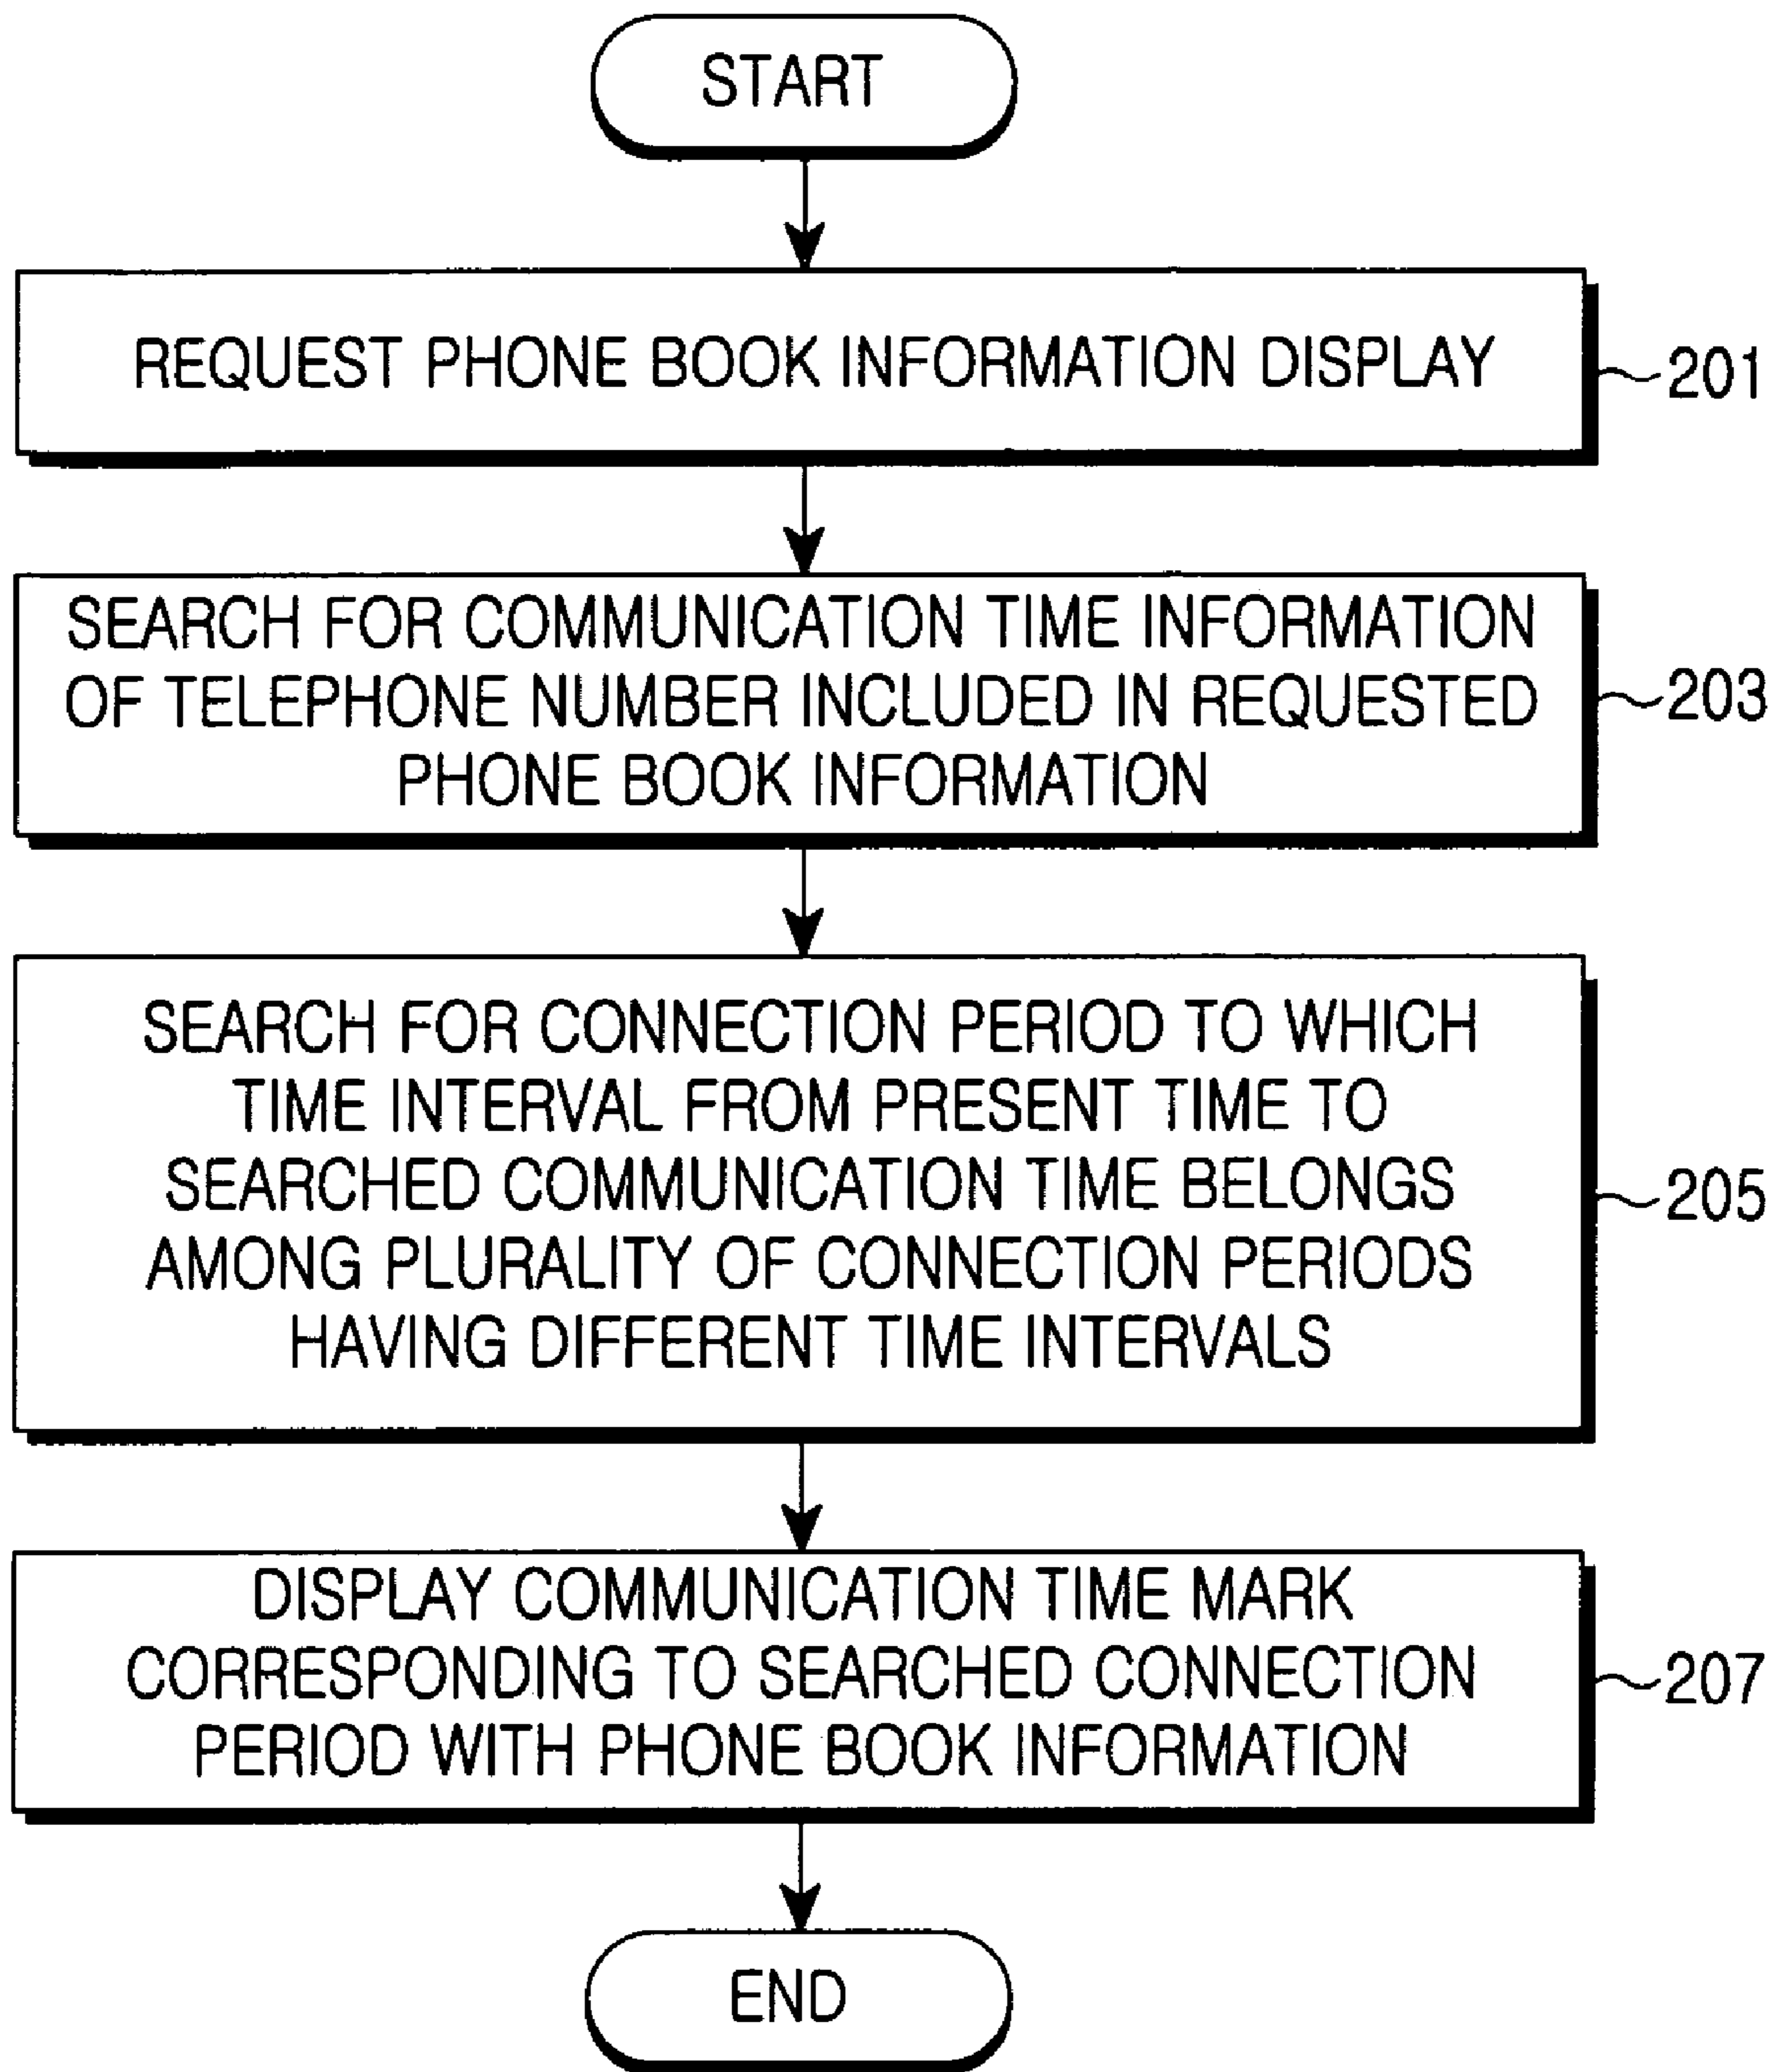 START
REQUEST PHONE BOOK INFORMATION DISPLAY
201
SEARCH FOR COMMUNICATION TIME INFORMATION
OF TELEPHONE NUMBER INCLUDED IN REQUESTED
PHONE BOOK INFORMATION
203
SEARCH FOR CONNECTION PERIOD TO WHICH
TIME INTERVAL FROM PRESENT TIME TO
SEARCHED COMMUNICATION TIME BELONGS
AMONG PLURALITY OF CONNECTION PERIODS
HAVING DIFFERENT TIME INTERVALS
205
DISPLAY COMMUNICATION TIME MARK
CORRESPONDING TO SEARCHED CONNECTION
PERIOD WITH PHONE BOOK INFORMATION
207
END